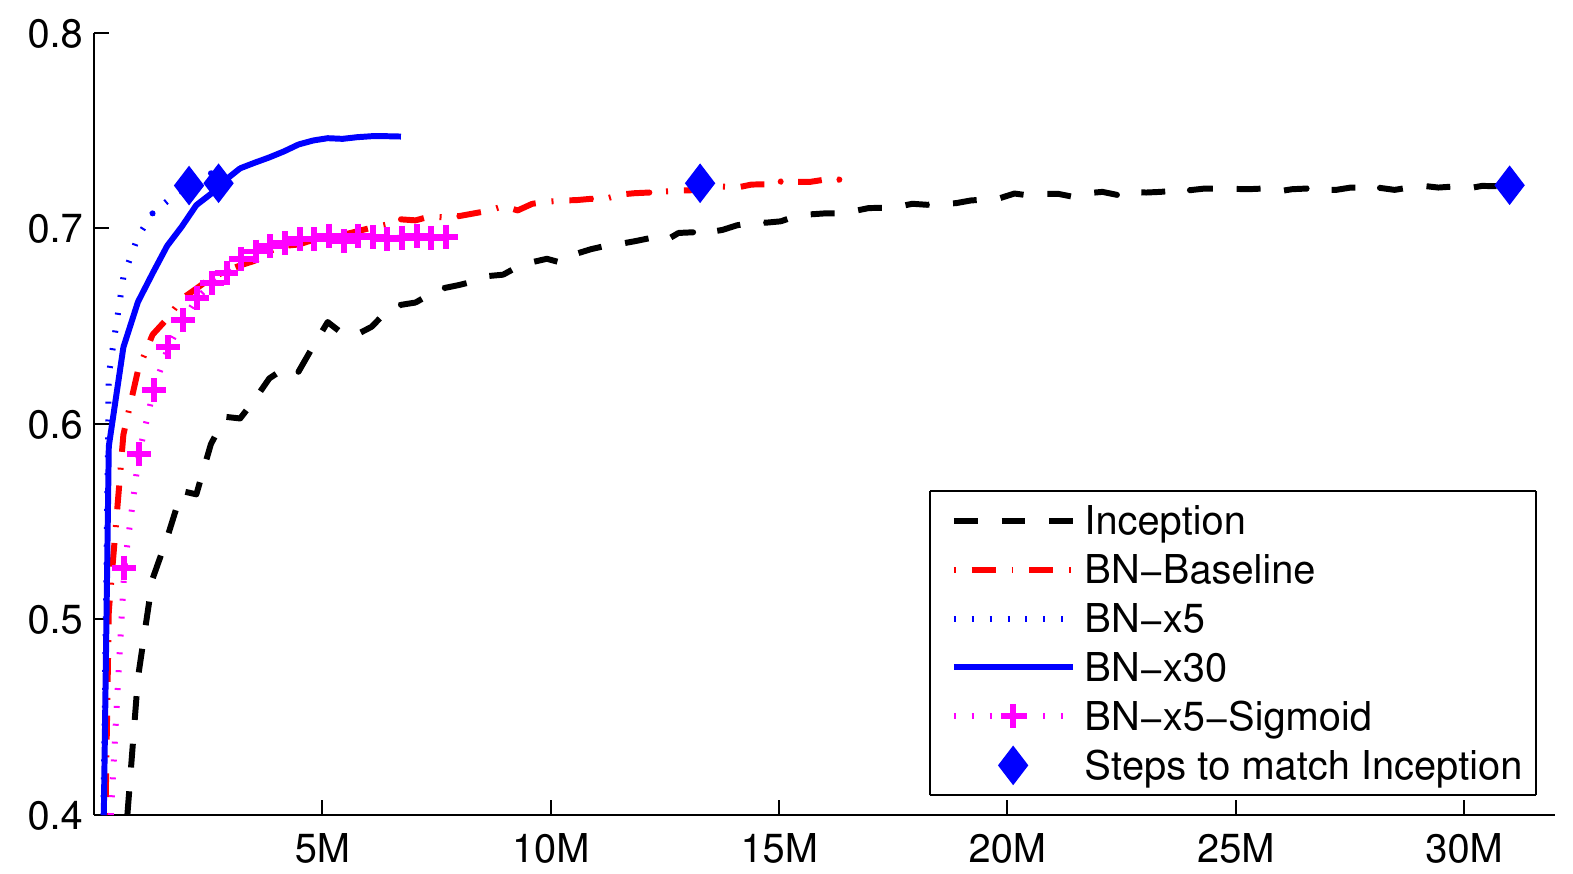 0.8
0.7
0.6
0.5
0.4
5M 10M 15M 20M 25M 30M
Inception
BN−Baseline
BN−x5
BN−x30
BN−x5−Sigmoid
Steps to match Inception